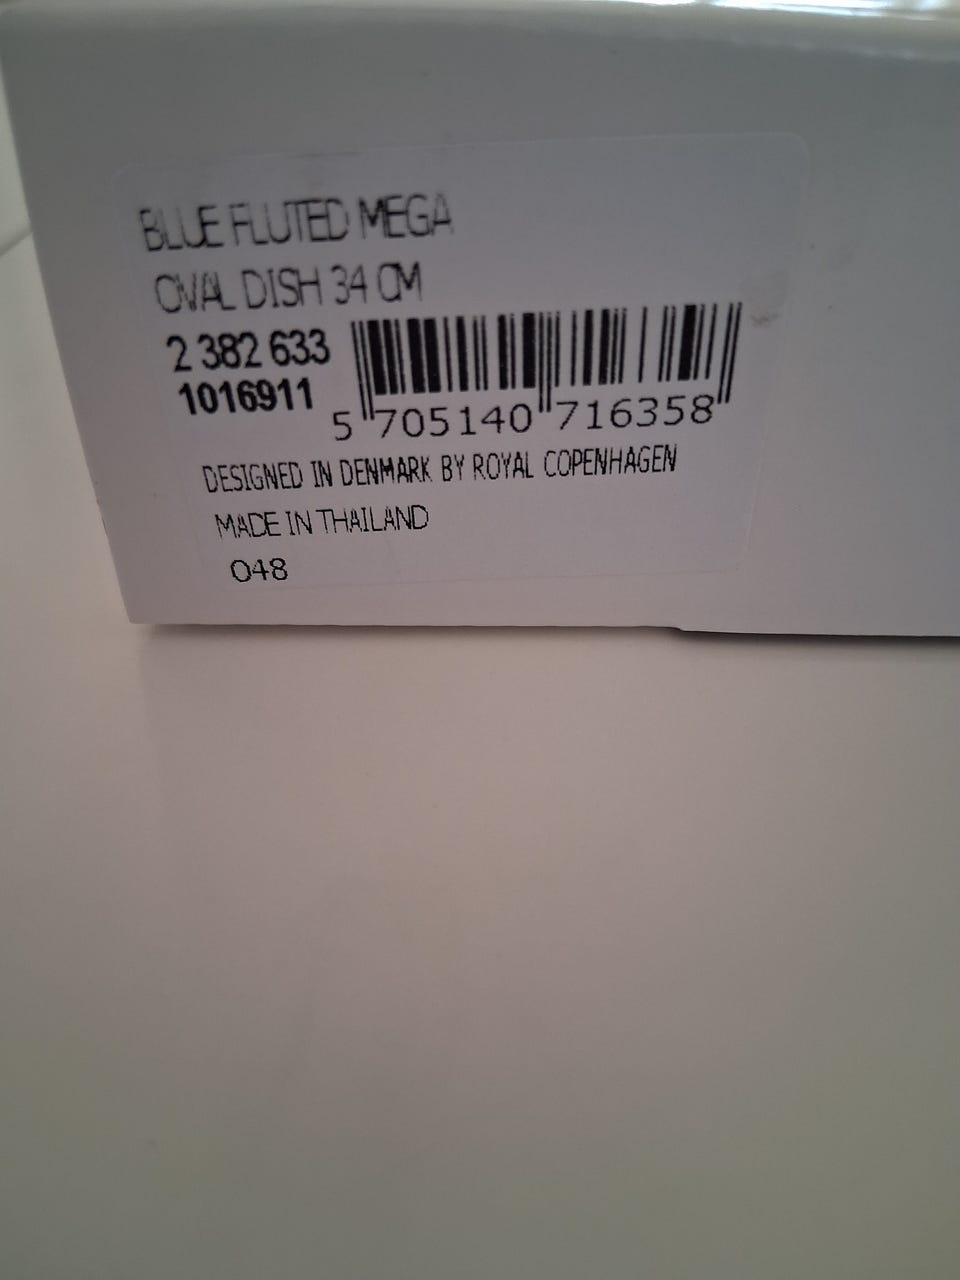 BLUE FLUTED MEGA
OVAL DISH 34 CM
2 382 633
1016911
5 705140 716358
DESIGNED IN DENMARK BY ROYAL COPENHAGEN
MADE IN THAILAND
048